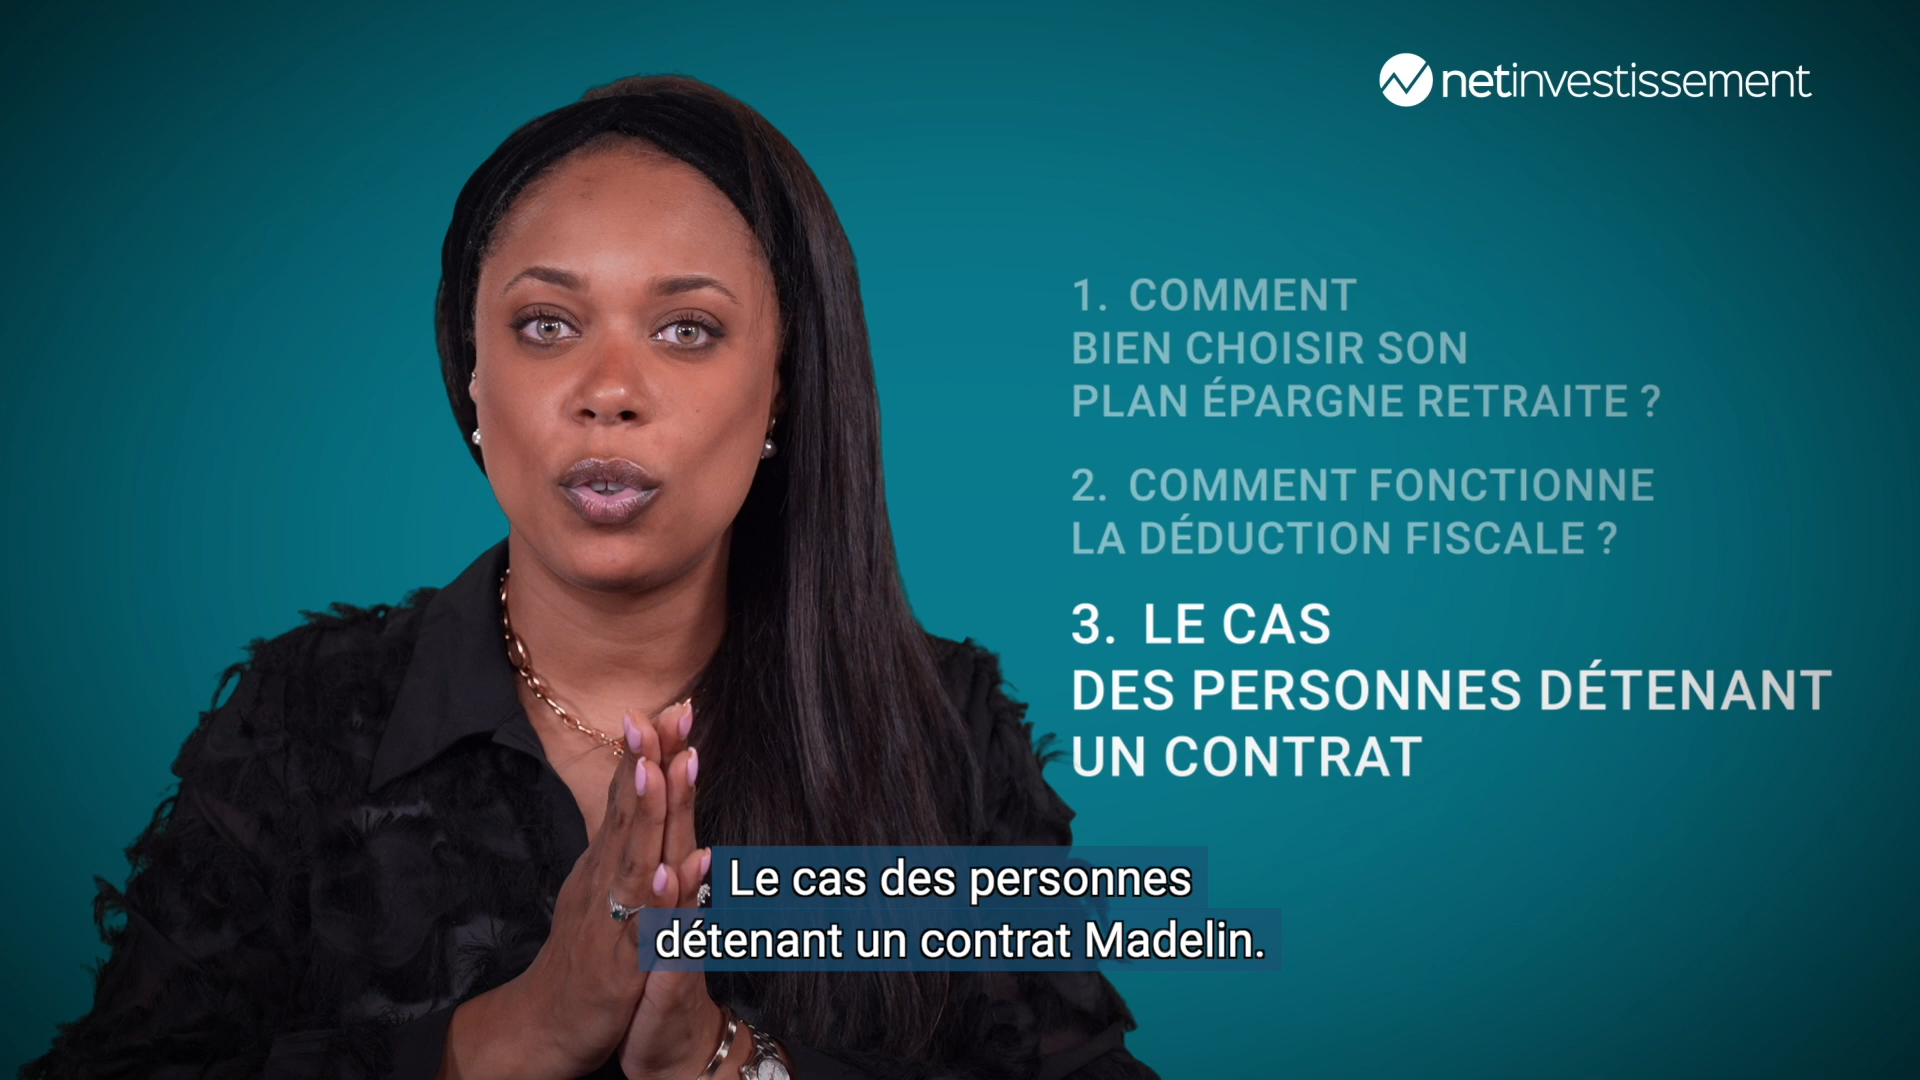 netinvestissement
1. COMMENT
BIEN CHOISIR SON
PLAN ÉPARGNE RETRAITE ?
2. COMMENT FONCTIONNE
LA DÉDUCTION FISCALE ?
3. LE CAS
DES PERSONNES DÉTENANT
UN CONTRAT
Le cas des personnes
détenant un contrat Madelin.